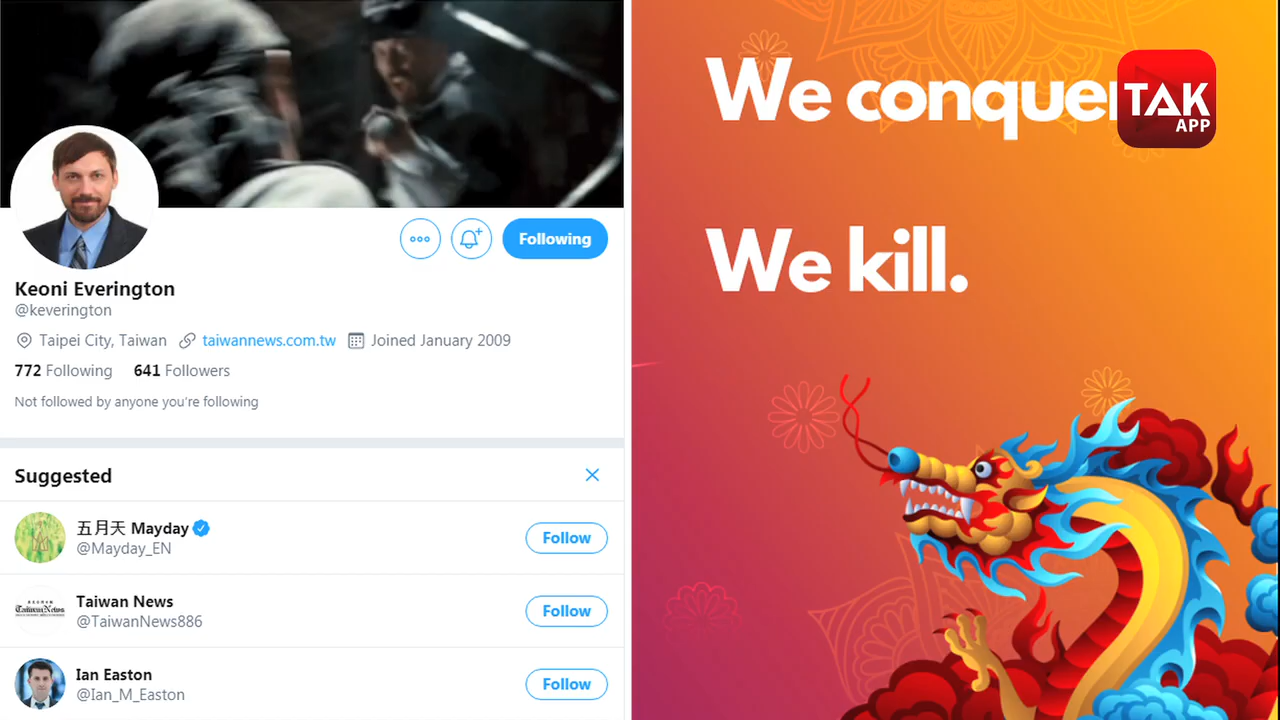 Following
Keoni Everington
@keverington
Taipei City, Taiwan taiwannews.com.tw Joined January 2009
772 Following 641 Followers
Not followed by anyone you're following
Suggested
五月天 Mayday
@Mayday_EN
Follow
Taiwan News
@TaiwanNews886
Follow
Ian Easton
@Ian_M_Easton
Follow
We conquer
TAK
APP
We kill.